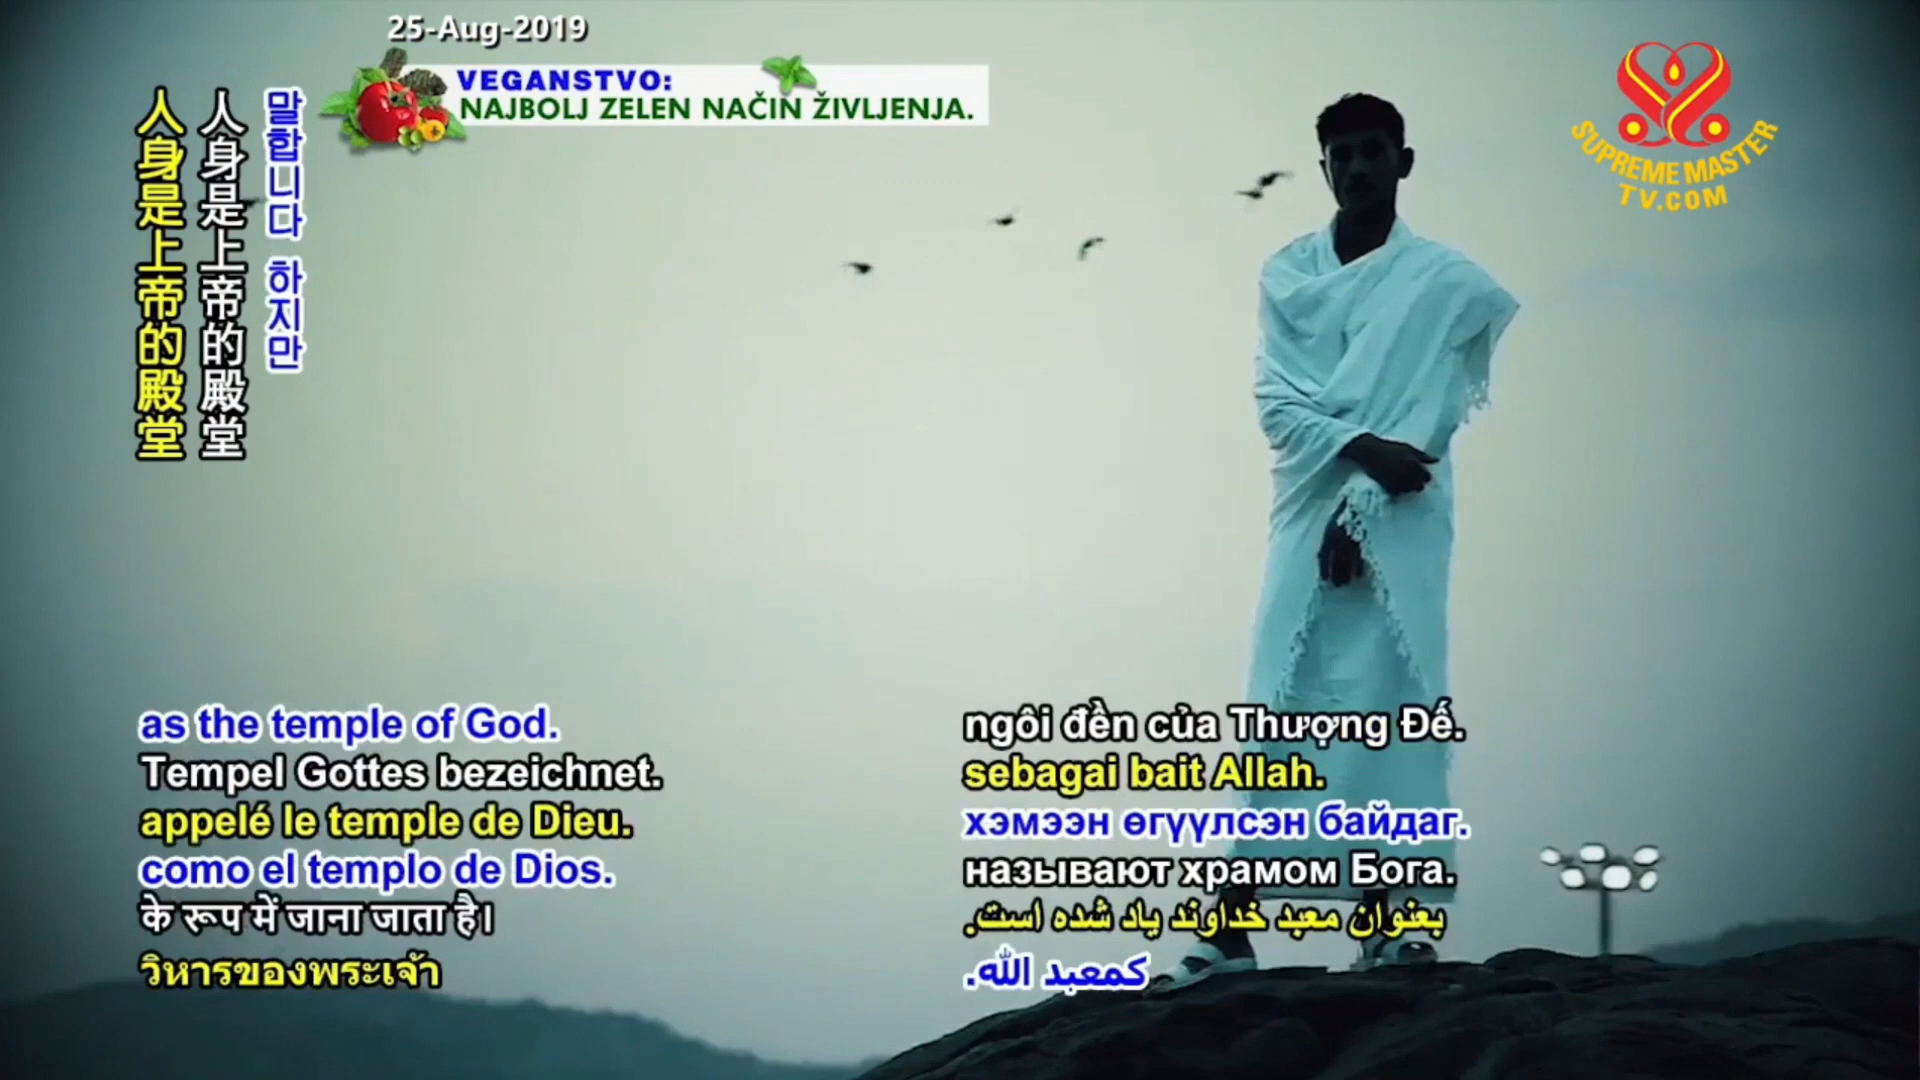 25-Aug-2019
VEGANSTVO:
NAJBOLJ ZELEN NAČIN ŽIVLJENJA.
SUPREME MASTER
TV.COM
말합니다 하지만
人身是上帝的殿堂
人身是上帝的殿堂
as the temple of God.
Tempel Gottes bezeichnet.
appelé le temple de Dieu.
como el templo de Dios.
के रूप में जाना जाता है।
วิหารของพระเจ้า
ngôi đền của Thượng Đế.
sebagai bait Allah.
хэмээн өгүүлсэн байдаг.
называют храмом Бога.
بعنوان معبد خداوند یاد شده است.
كمعبد الله.